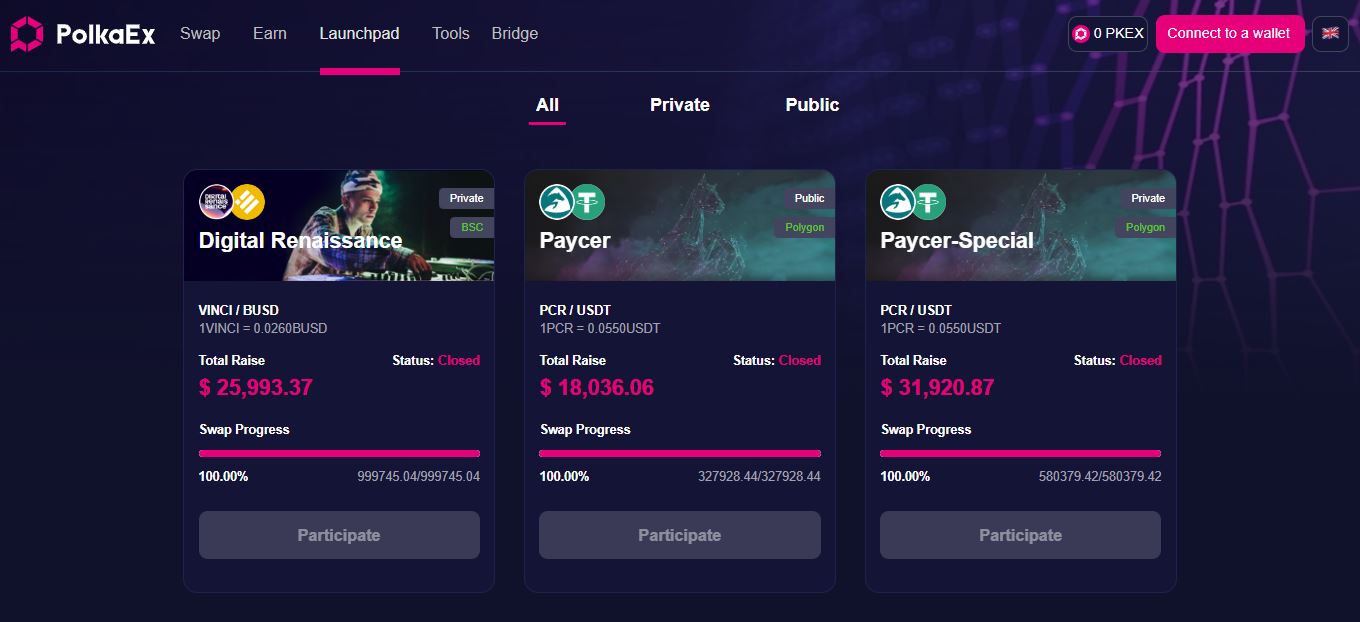 PolkaEx Swap Earn Launchpad Tools Bridge 0 PKEX Connect to a wallet
All Private Public
DIGITAL RENAIS SANCE
Private
BSC
Digital Renaissance
VINCI / BUSD
1VINCI = 0.0260BUSD
Total Raise Status: Closed
$ 25,993.37
Swap Progress
100.00% 999745.04/999745.04
Participate
Public
Polygon
Paycer
PCR / USDT
1PCR = 0.0550USDT
Total Raise Status: Closed
$ 18,036.06
Swap Progress
100.00% 327928.44/327928.44
Participate
Private
Polygon
Paycer-Special
PCR / USDT
1PCR = 0.0550USDT
Total Raise Status: Closed
$ 31,920.87
Swap Progress
100.00% 580379.42/580379.42
Participate